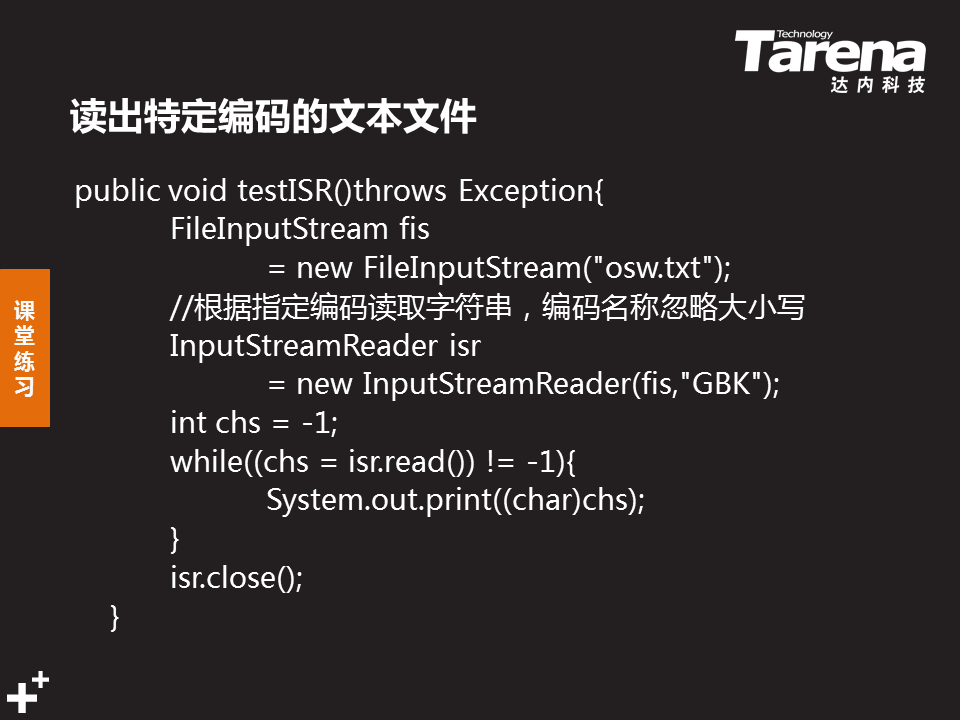 Technology
Tarena
达内科技
读出特定编码的文本文件
public void testISR()throws Exception{
FileInputStream fis
= new FileInputStream("osw.txt");
//根据指定编码读取字符串，编码名称忽略大小写
InputStreamReader isr
= new InputStreamReader(fis,"GBK");
int chs = -1;
while((chs = isr.read()) != -1){
System.out.print((char)chs);
}
isr.close();
}
课
堂
练
习